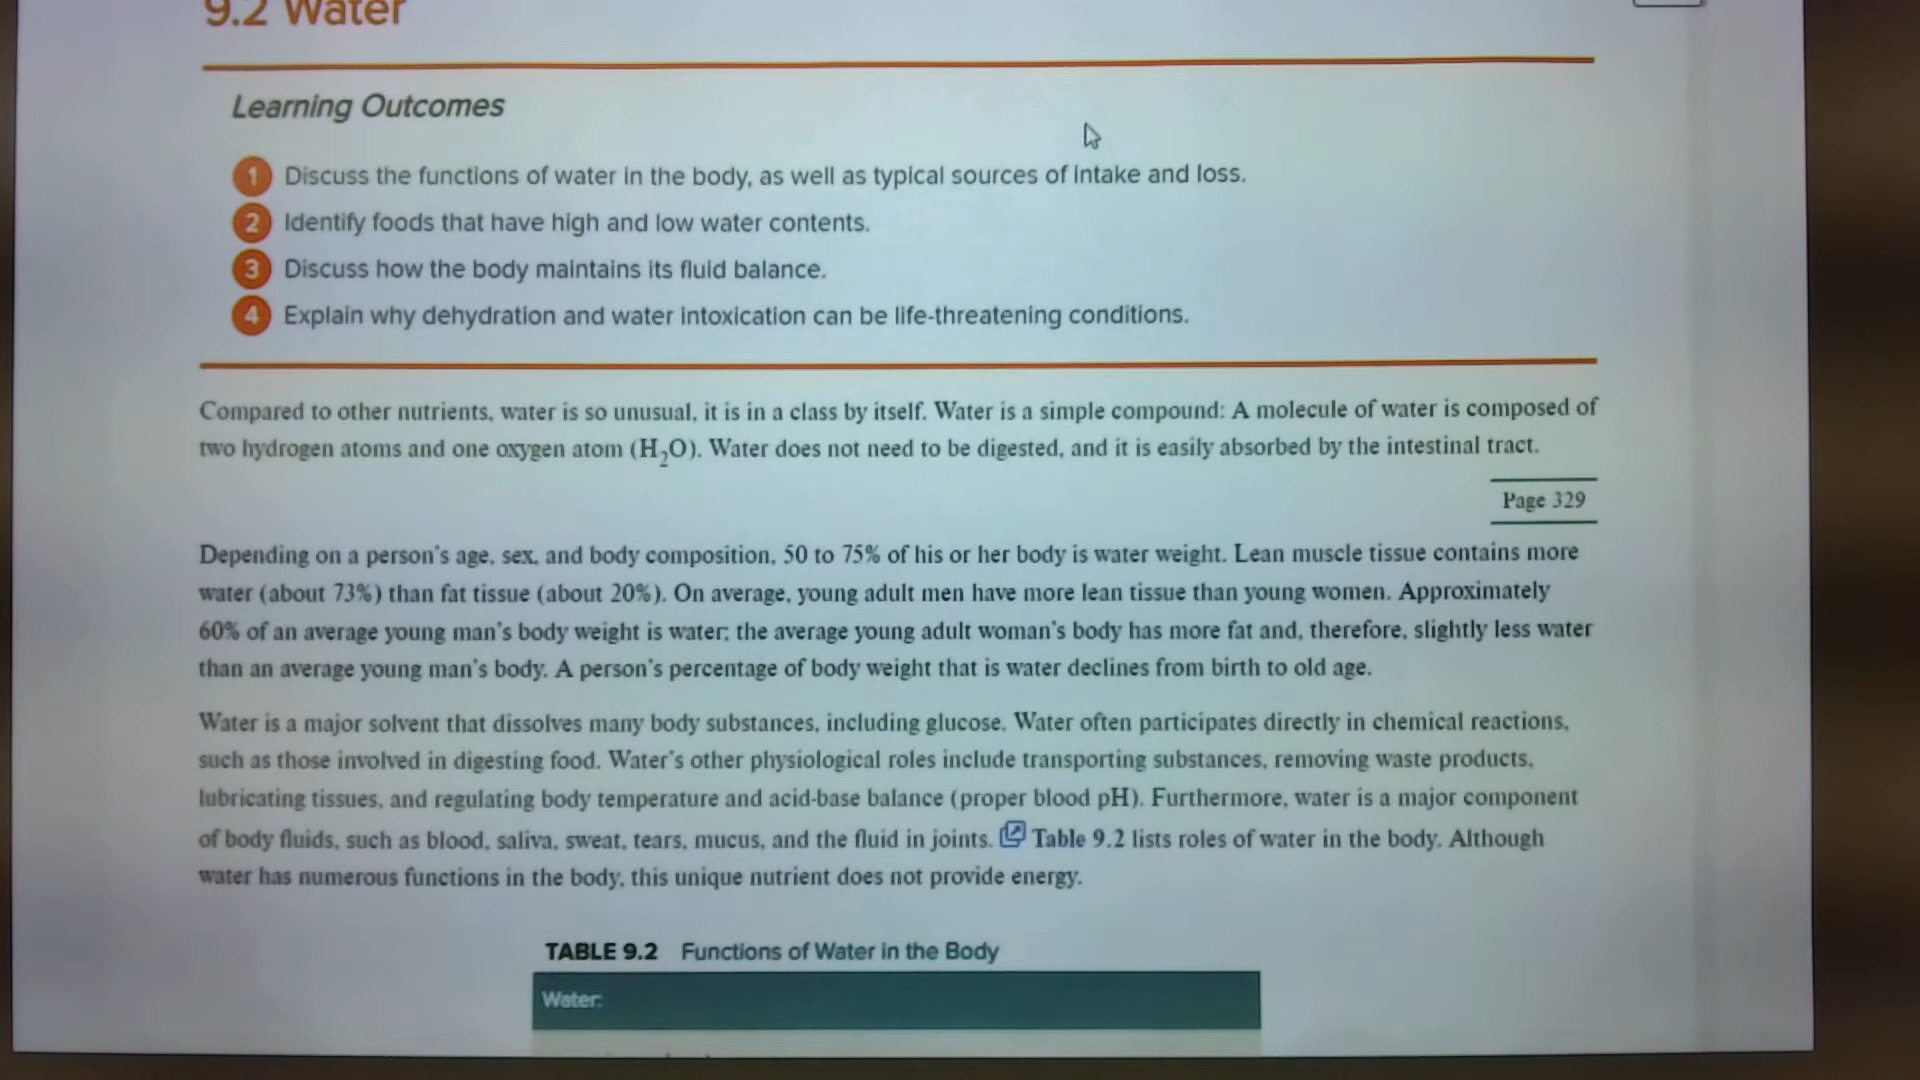 9.2 Water
Learning Outcomes
1 Discuss the functions of water in the body, as well as typical sources of intake and loss.
2 Identify foods that have high and low water contents.
3 Discuss how the body maintains its fluid balance.
4 Explain why dehydration and water intoxication can be life-threatening conditions.
Compared to other nutrients, water is so unusual, it is in a class by itself. Water is a simple compound: A molecule of water is composed of
two hydrogen atoms and one oxygen atom (H₂O). Water does not need to be digested, and it is easily absorbed by the intestinal tract.
Page 329
Depending on a person's age, sex, and body composition, 50 to 75% of his or her body is water weight. Lean muscle tissue contains more
water (about 73%) than fat tissue (about 20%). On average, young adult men have more lean tissue than young women. Approximately
60% of an average young man's body weight is water; the average young adult woman's body has more fat and, therefore, slightly less water
than an average young man's body. A person's percentage of body weight that is water declines from birth to old age.
Water is a major solvent that dissolves many body substances, including glucose. Water often participates directly in chemical reactions,
such as those involved in digesting food. Water's other physiological roles include transporting substances, removing waste products,
lubricating tissues, and regulating body temperature and acid-base balance (proper blood pH). Furthermore, water is a major component
of body fluids, such as blood, saliva, sweat, tears, mucus, and the fluid in joints. Table 9.2 lists roles of water in the body. Although
water has numerous functions in the body, this unique nutrient does not provide energy.
TABLE 9.2 Functions of Water in the Body
Water: